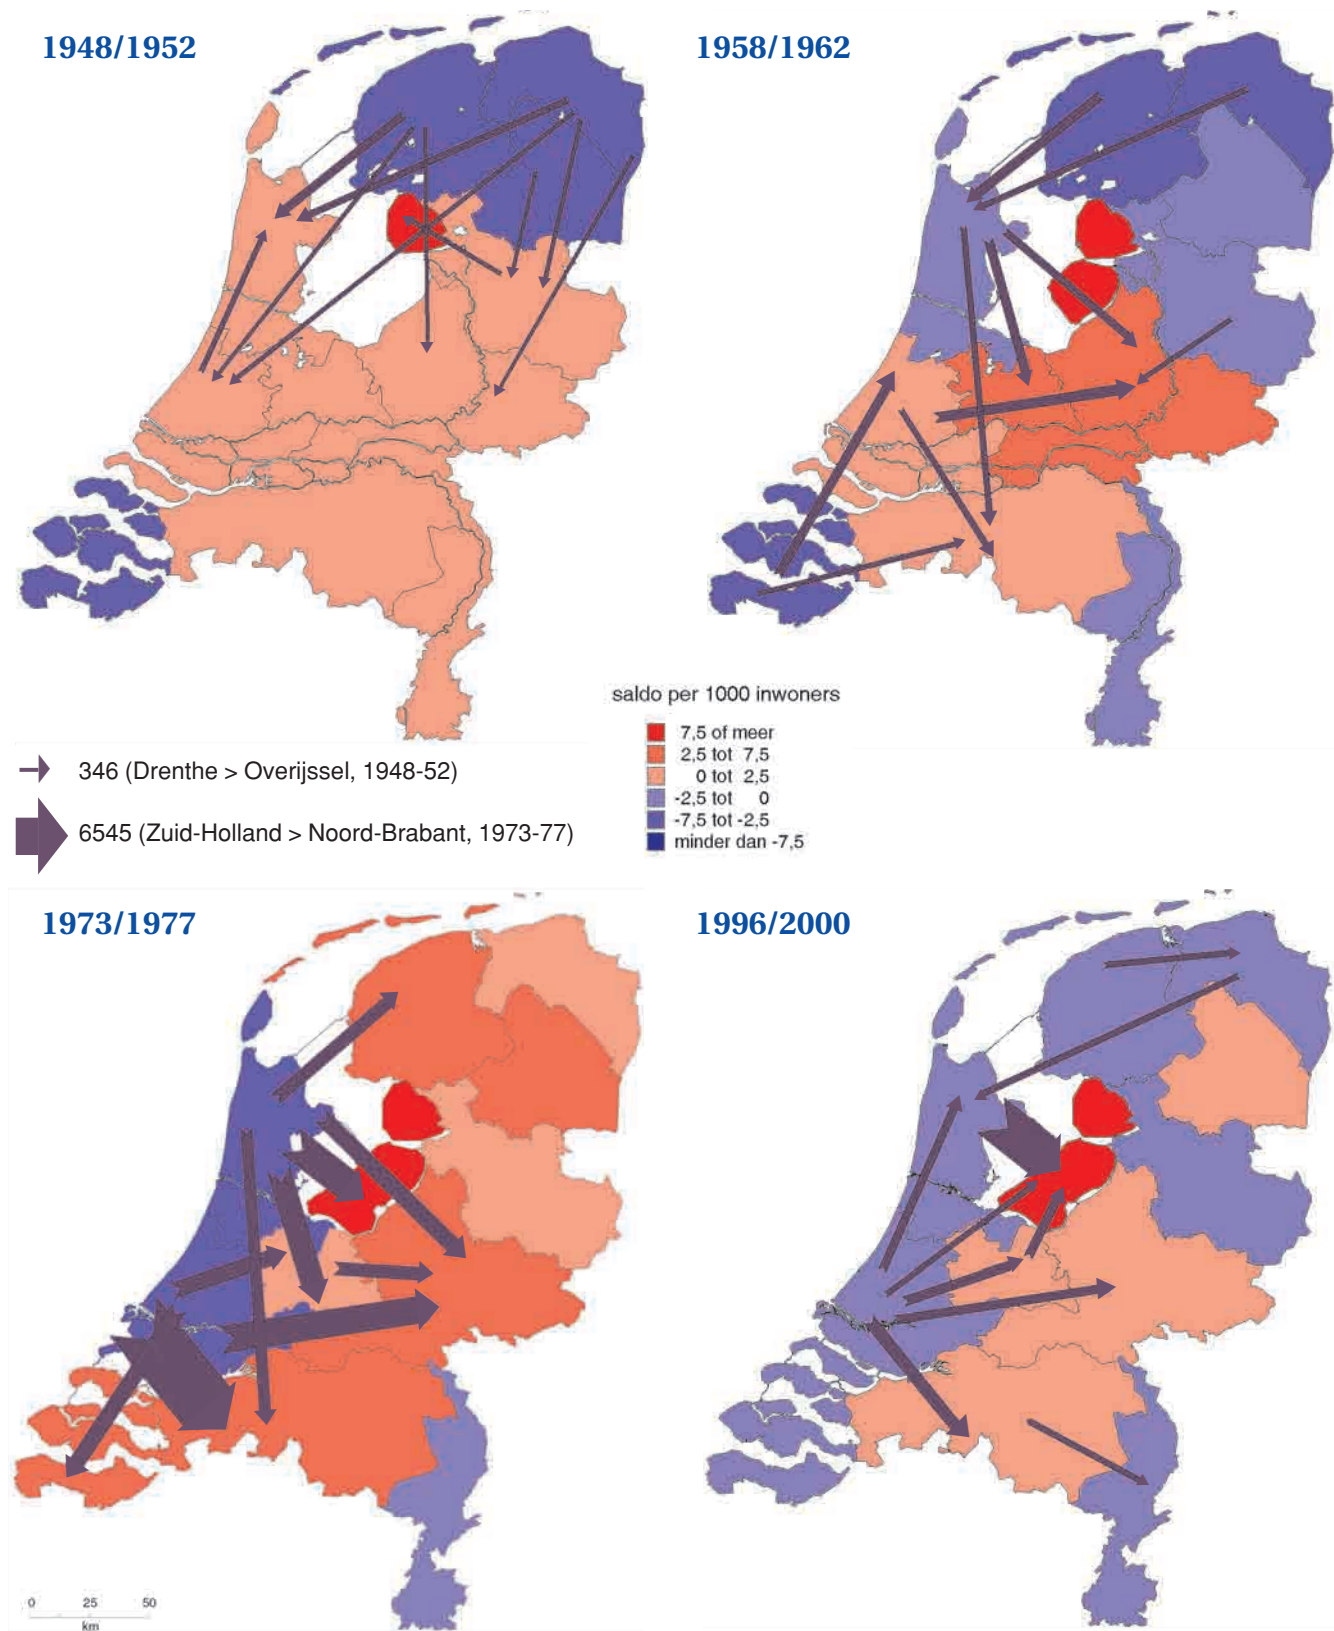 1948/1952
1958/1962
saldo per 1000 inwoners
7,5 of meer
2,5 tot 7,5
0 tot 2,5
-2,5 tot 0
-7,5 tot -2,5
minder dan -7,5
346 (Drenthe > Overijssel, 1948-52)
6545 (Zuid-Holland > Noord-Brabant, 1973-77)
1973/1977
1996/2000
0 25 50
km